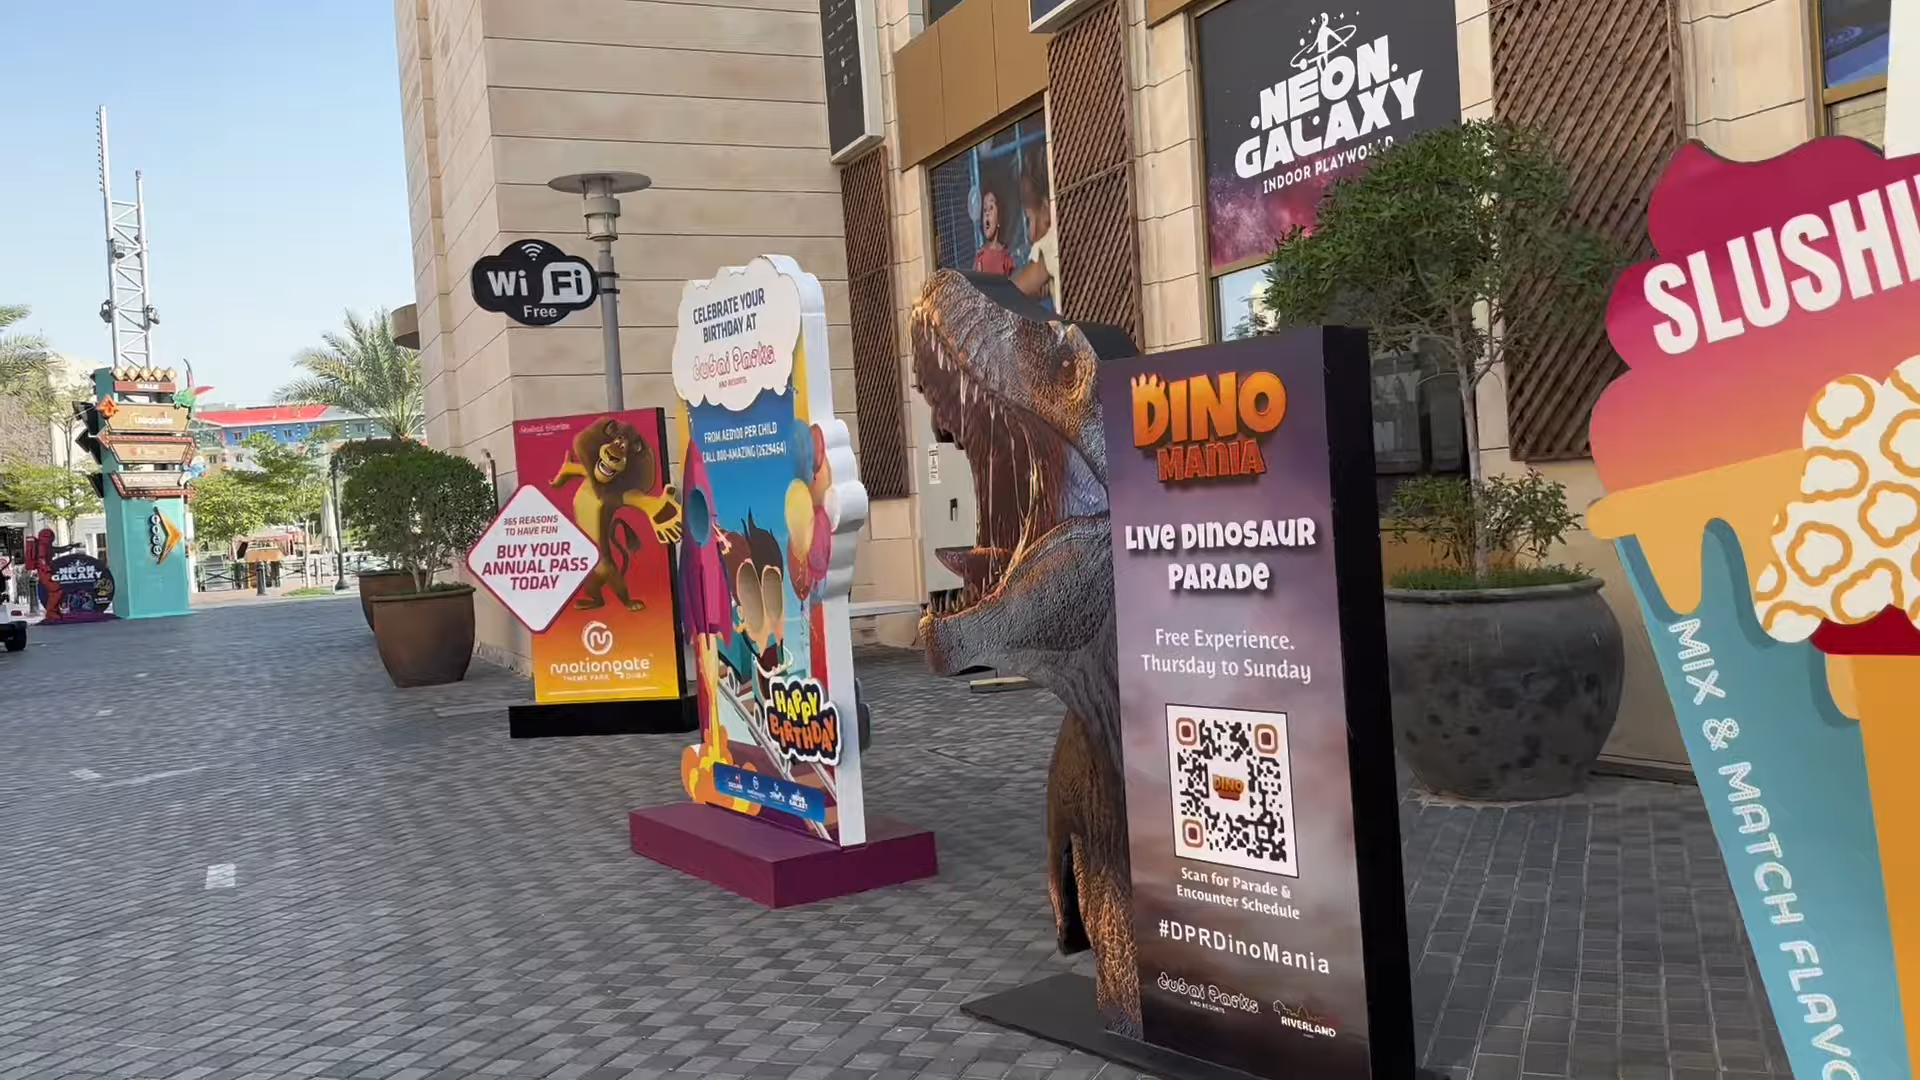 NEON
GALAXY
INDOOR PLAYWORLD
Wi Fi
Free
CELEBRATE YOUR
BIRTHDAY AT
dubai Parks
AND RESORTS
FROM AED100 PER CHILD
CALL 800-AMAZING (2629464)
HAPPY
BIRTHDAY
NEON
GALAXY
365 REASONS
TO HAVE FUN
BUY YOUR
ANNUAL PASS
TODAY
motiongate
THEME PARK DUBAI
NEON
GALAXY
DINO
MANIA
LIVE DINOSAUR
PARADE
Free Experience.
Thursday to Sunday
DINO
Scan for Parade &
Encounter Schedule
#DPRDinoMania
dubai Parks
AND RESORTS
RIVERLAND
SLUSHI
MIX & MATCH FLAVO